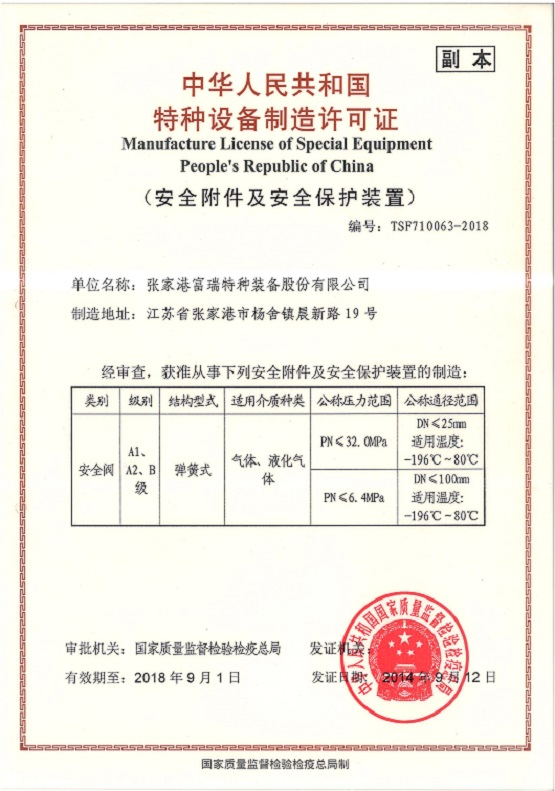 副 本
中华人民共和国
特种设备制造许可证
Manufacture License of Special Equipment
People's Republic of China
（安全附件及安全保护装置）
编号：TSF710063-2018
单位名称：张家港富瑞特种装备股份有限公司
制造地址：江苏省张家港市杨舍镇晨新路 19 号
经审查，获准从事下列安全附件及安全保护装置的制造：
类别 级别 结构型式 适用介质种类 公称压力范围 公称通径范围
安全阀
A1、
A2、B
级
弹簧式
气体、液化气
体
PN≤32.0MPa
DN≤25mm
适用温度：
-196℃~80℃
PN≤6.4MPa
DN≤100mm
适用温度：
-196℃~80℃
审批机关：国家质量监督检验检疫总局
发证机关：
有效期至：2018 年 9 月 1 日
发证日期：2014 年 9 月 12 日
中华人民共和国国家质量监督检验检疫总局
国家质量监督检验检疫总局制